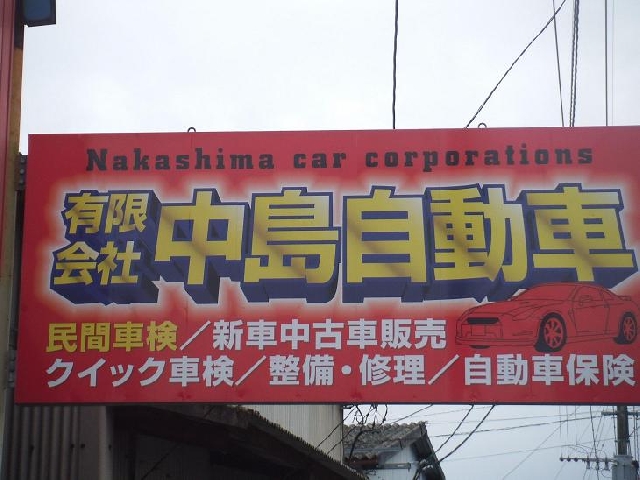 Nakashima car corporations
有限会社 中島自動車
民間車検／新車中古車販売
クイック車検／整備・修理／自動車保険